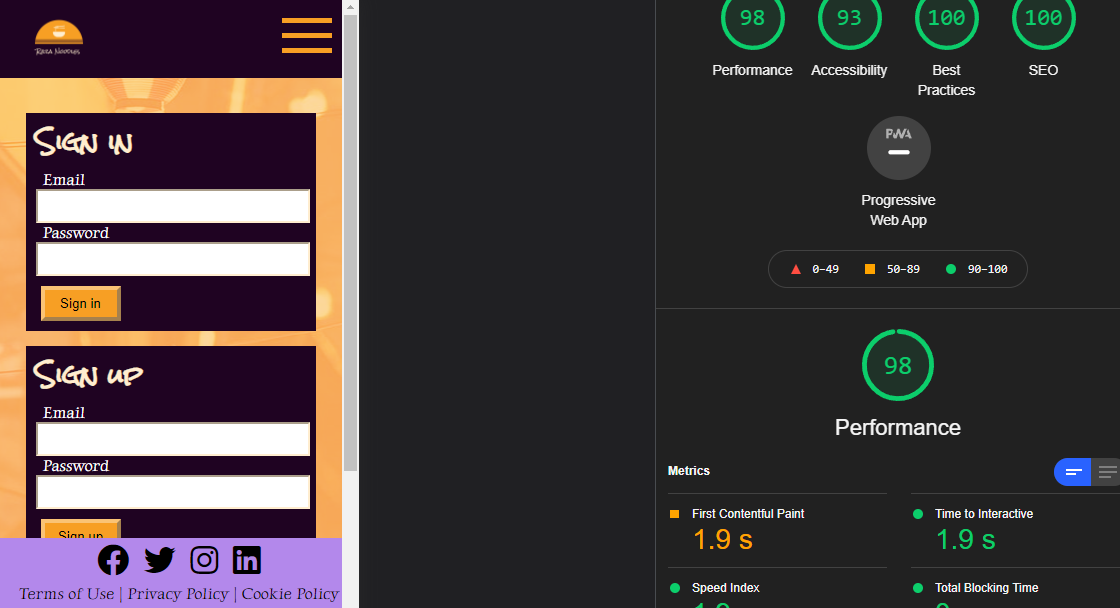 Raza Noodles
Sign in
Email
Password
Sign in
Sign up
Email
Password
Sign up
Terms of Use | Privacy Policy | Cookie Policy
98 93 100 100
Performance Accessibility Best Practices SEO
PWA
Progressive
Web App
0–49 50–89 90–100
98
Performance
Metrics
First Contentful Paint Time to Interactive
1.9 s 1.9 s
Speed Index Total Blocking Time